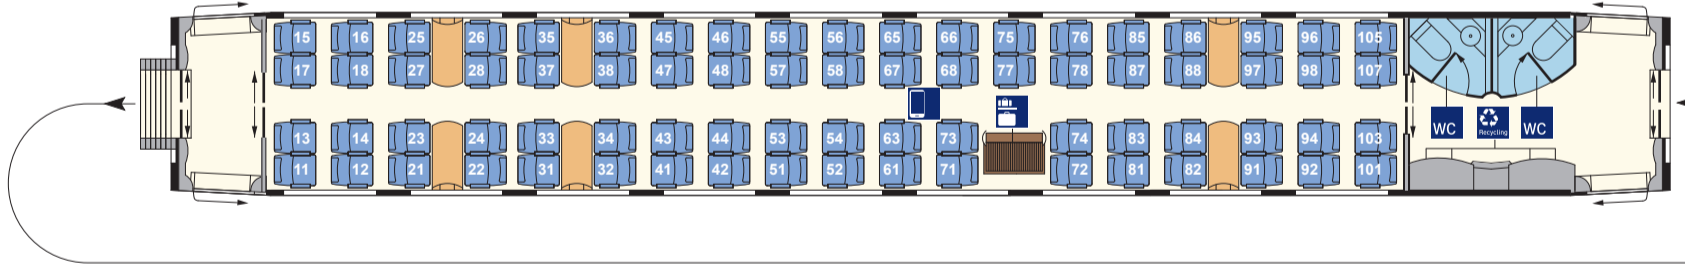 15 16 25 26 35 36 45 46 55 56 65 66 75 76 85 86 95 96 105
17 18 27 28 37 38 47 48 57 58 67 68 77 78 87 88 97 98 107
WC Recycling WC
13 14 23 24 33 34 43 44 53 54 63 73 74 83 84 93 94 103
11 12 21 22 31 32 41 42 51 52 61 71 72 81 82 91 92 101